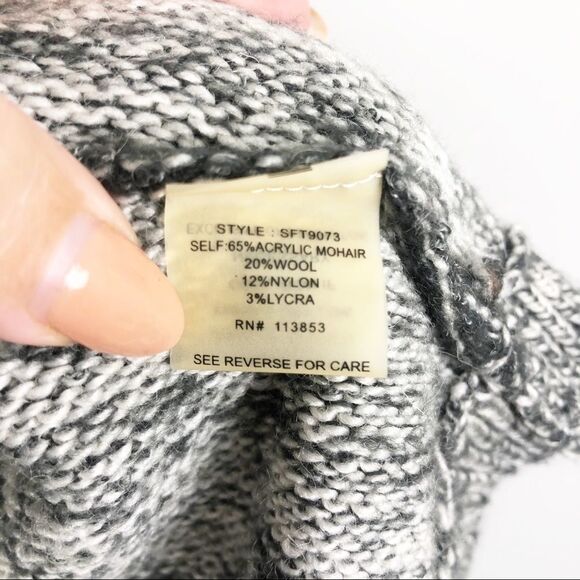 STYLE : SFT9073
SELF:65%ACRYLIC MOHAIR
20%WOOL
12%NYLON
3%LYCRA
RN# 113853
SEE REVERSE FOR CARE